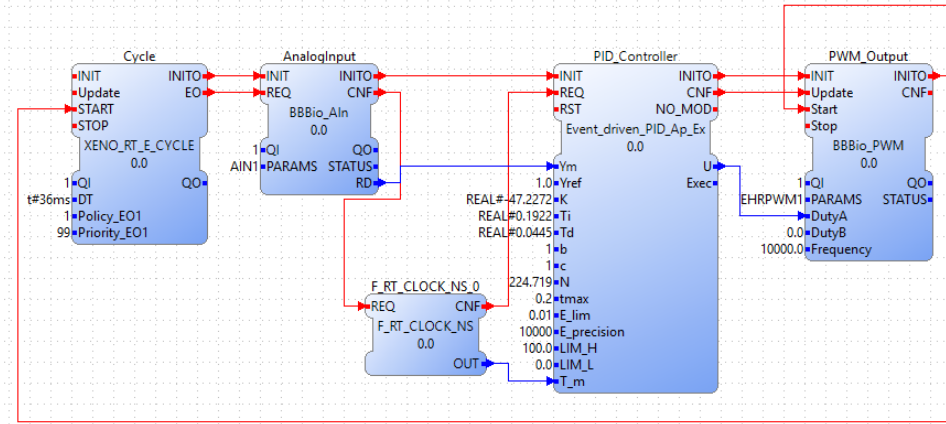 Cycle
INIT INITO
Update EO
START
STOP
XENO_RT_E_CYCLE
0.0
1 QI QO
t#36ms DT
1 Policy_EO1
99 Priority_EO1
AnalogInput
INIT INITO
REQ CNF
BBBio_AIn
0.0
1 QI QO
AIN1 PARAMS STATUS
RD
F_RT_CLOCK_NS_0
REQ CNF
F_RT_CLOCK_NS
0.0
OUT
PID_Controller
INIT INITO
REQ CNF
RST NO_MOD
Event_driven_PID_Ap_Ex
0.0
Ym U
1.0 Yref Exec
REAL#-47.2272 K
REAL#0.1922 Ti
REAL#0.0445 Td
1 b
1 c
224.719 N
0.2 tmax
0.01 E_lim
10000 E_precision
100.0 LIM_H
0.0 LIM_L
T_m
PWM_Output
INIT INITO
Update CNF
Start
Stop
BBBio_PWM
0.0
1 QI QO
EHRPWM1 PARAMS STATUS
DutyA
0.0 DutyB
10000.0 Frequency